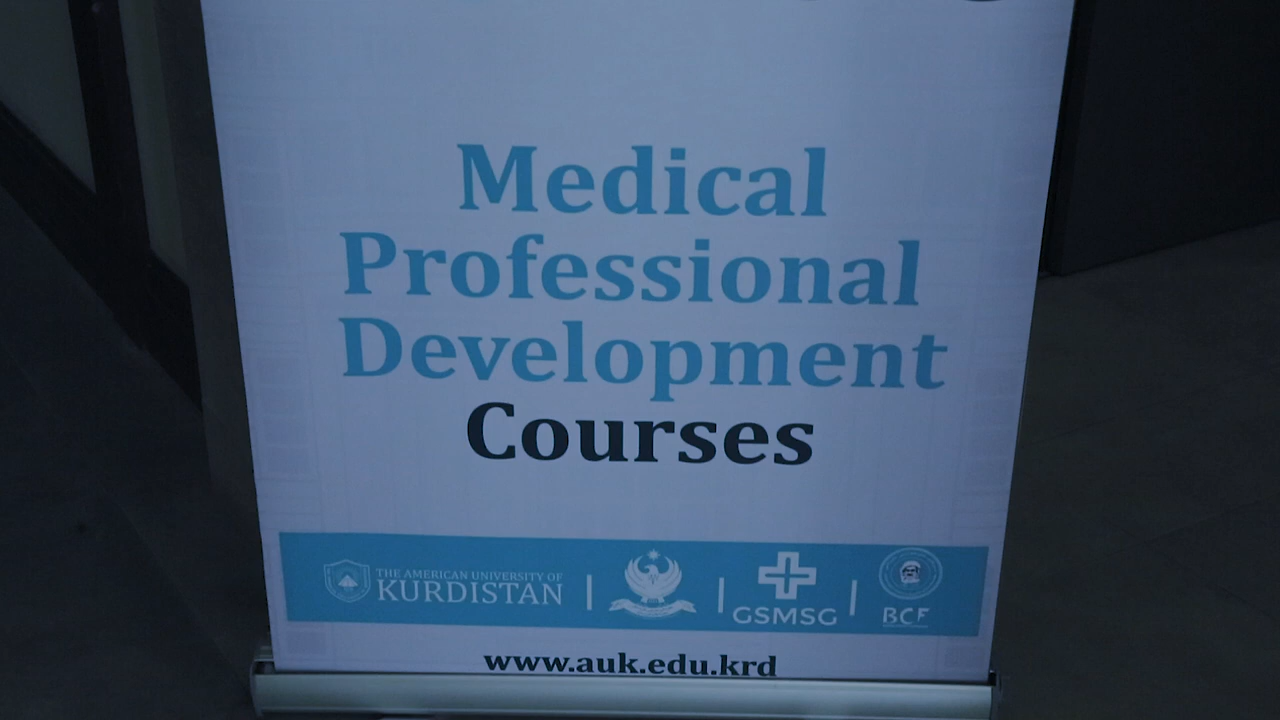 Medical
Professional
Development
Courses
THE AMERICAN UNIVERSITY OF
KURDISTAN
GSMSG
BCF
www.auk.edu.krd